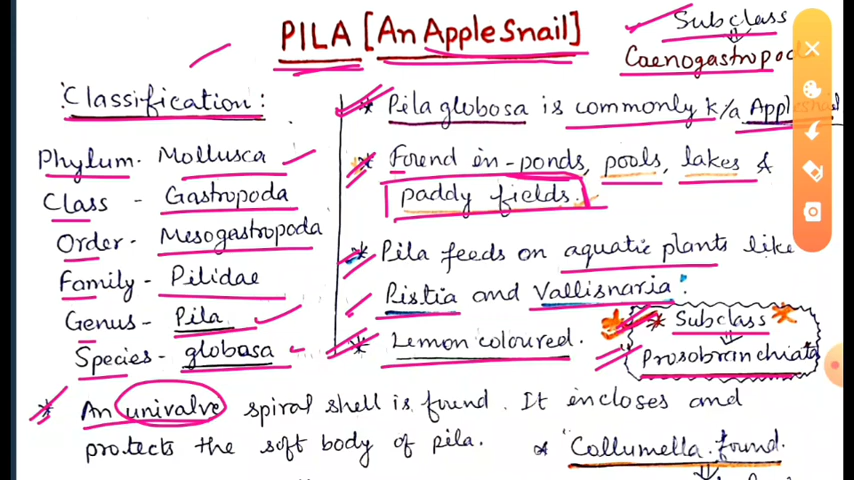 PILA [An Apple Snail]
Subclass
Caenogastropod
Classification :
Phylum - Mollusca
Class - Gastropoda
Order - Mesogastropoda
Family - Pilidae
Genus - Pila
Species - globosa
* Pila globosa is commonly k/a Applesnail
* Found in - ponds, pools, lakes &
paddy fields.
* Pila feeds on aquatic plants like
Pistia and Vallisnaria.
* Lemon coloured.
* Subclass *
Prosobranchiata
* An univalve spiral shell is found. It encloses and
protects the soft body of pila.
* Collumella found.